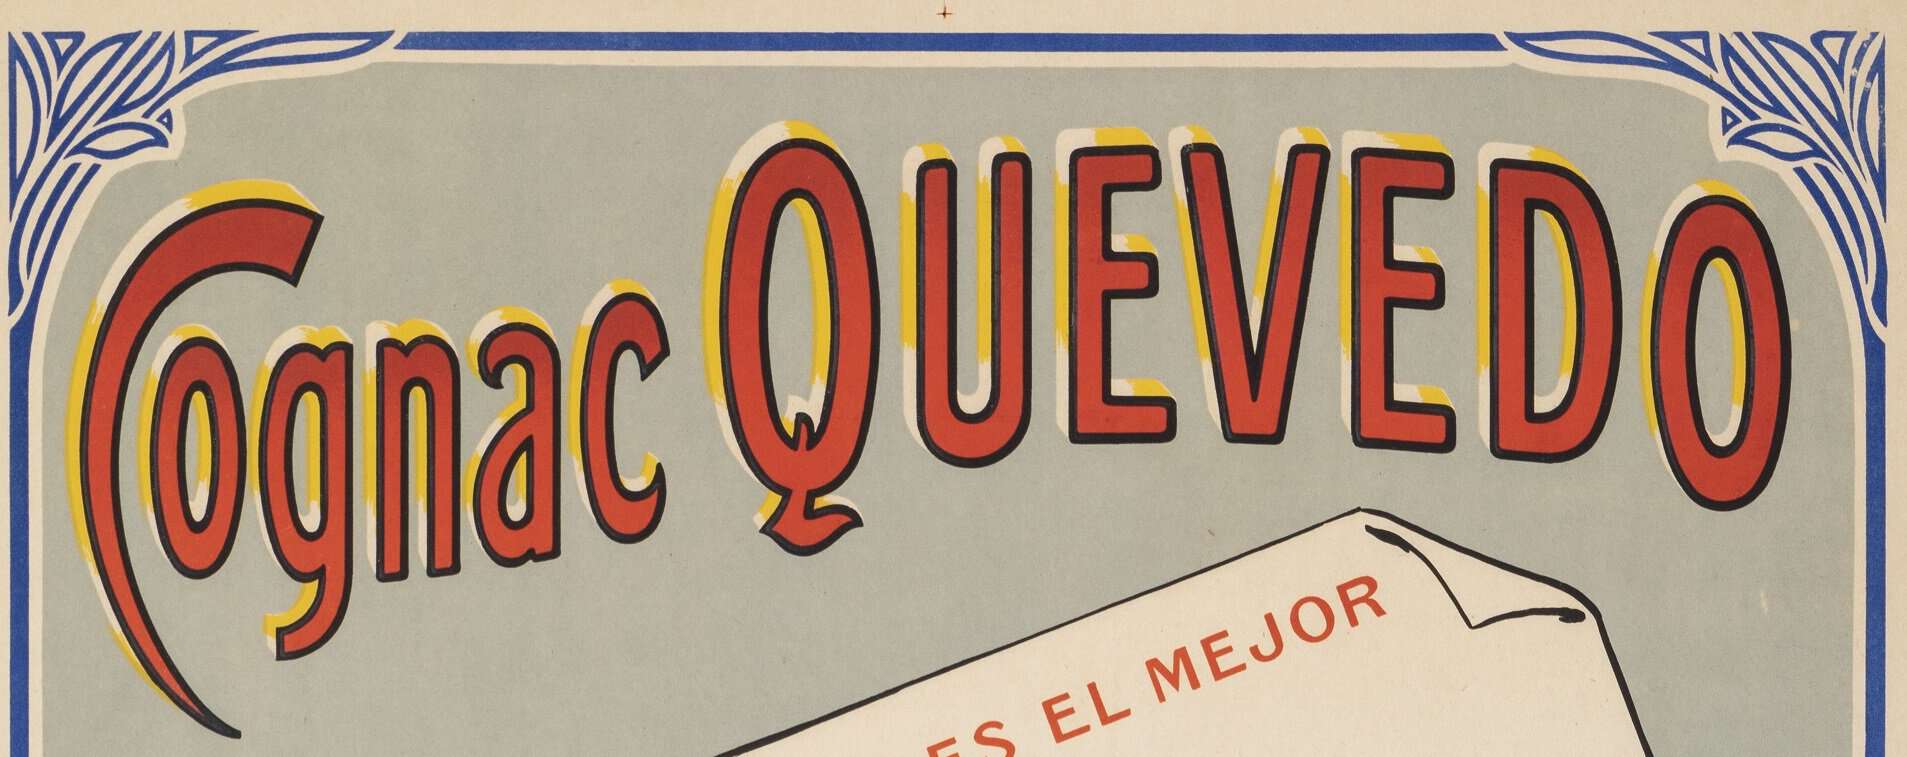 Cognac QUEVEDO
ES EL MEJOR